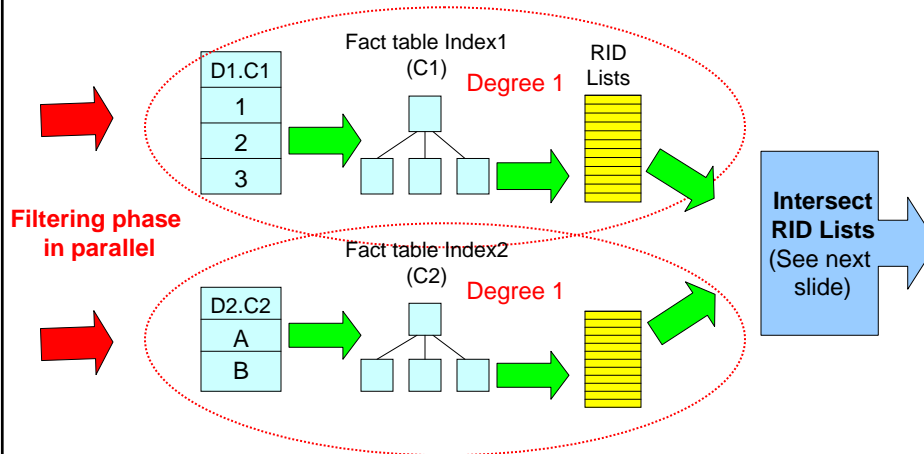 Fact table Index1
(C1)
RID
Lists
D1.C1
1
2
3
Degree 1
Filtering phase
in parallel
Fact table Index2
(C2)
D2.C2
A
B
Degree 1
Intersect
RID Lists
(See next
slide)